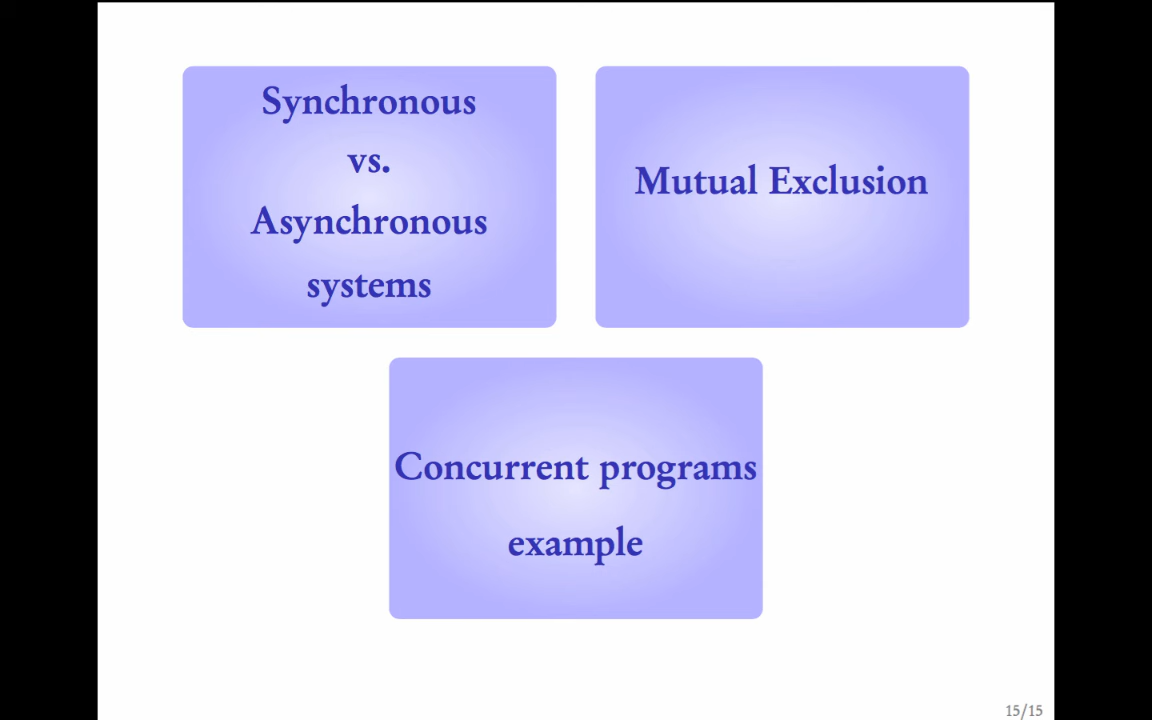 Synchronous
vs.
Asynchronous
systems
Mutual Exclusion
Concurrent programs
example
15/15